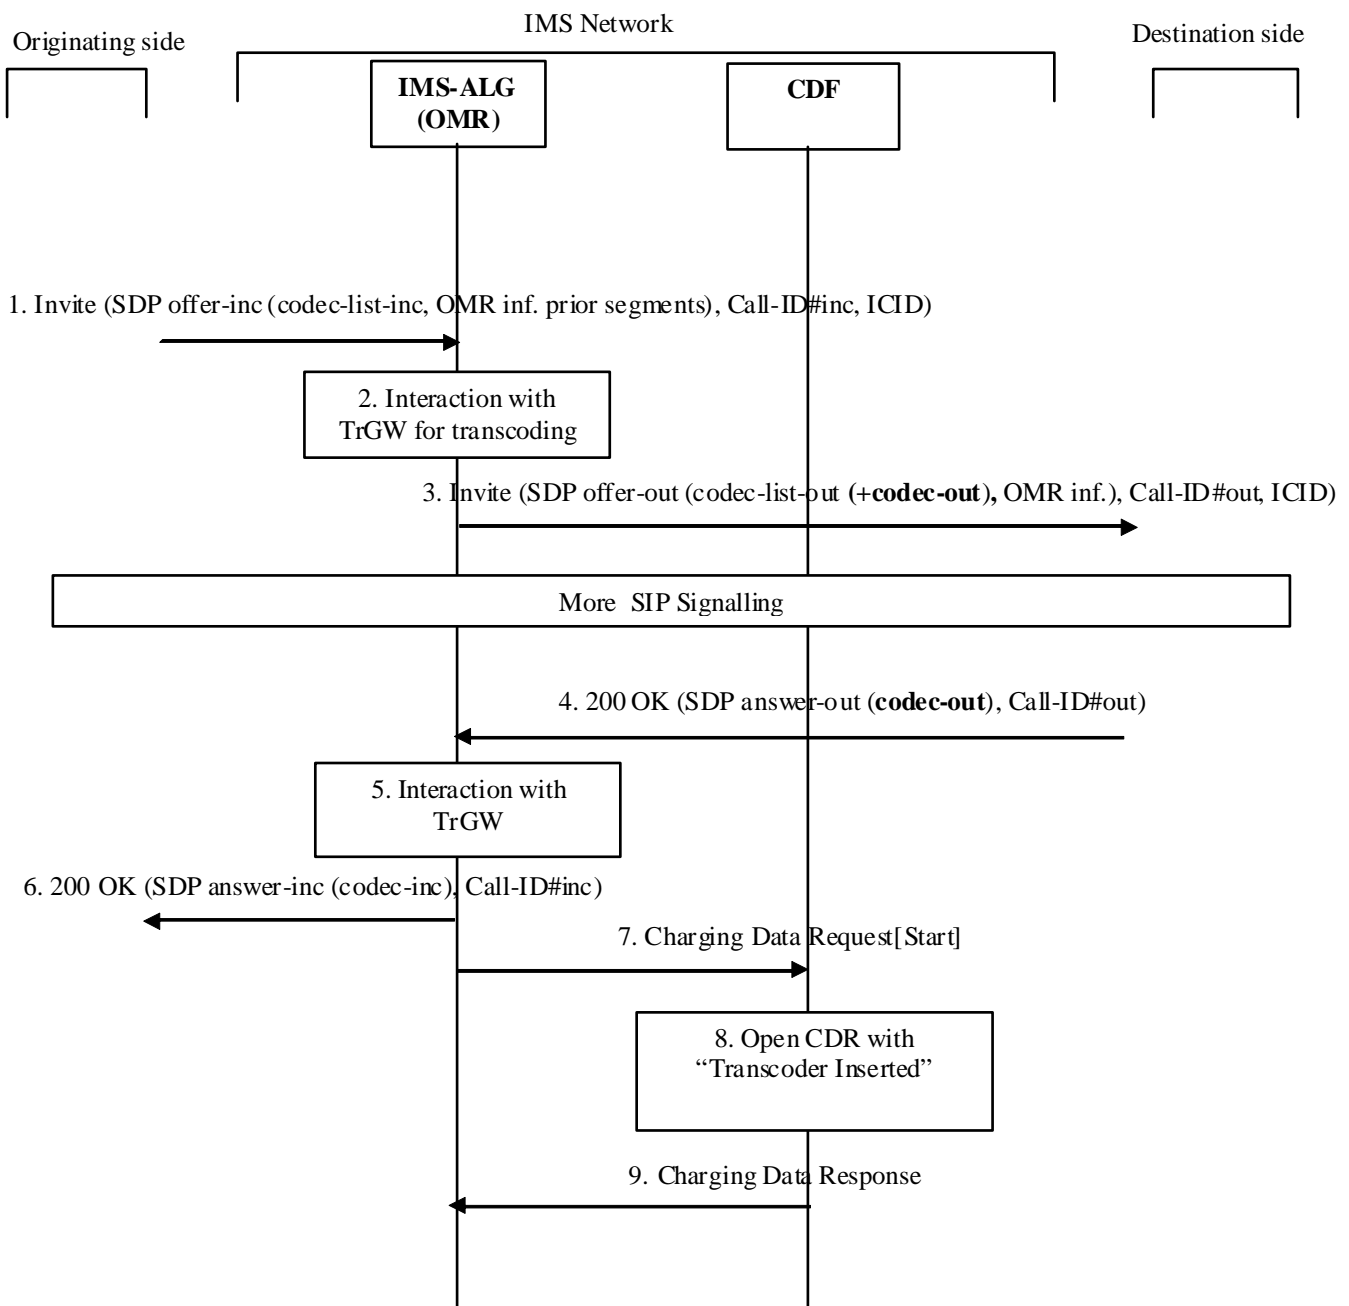 IMS Network
Originating side
Destination side
IMS-ALG
(OMR)
CDF
1. Invite (SDP offer-inc (codec-list-inc, OMR inf. prior segments), Call-ID#inc, ICID)
2. Interaction with
TrGW for transcoding
3. Invite (SDP offer-out (codec-list-out (+codec-out), OMR inf.), Call-ID#out, ICID)
More SIP Signalling
4. 200 OK (SDP answer-out (codec-out), Call-ID#out)
5. Interaction with
TrGW
6. 200 OK (SDP answer-inc (codec-inc), Call-ID#inc)
7. Charging Data Request[Start]
8. Open CDR with
“Transcoder Inserted”
9. Charging Data Response